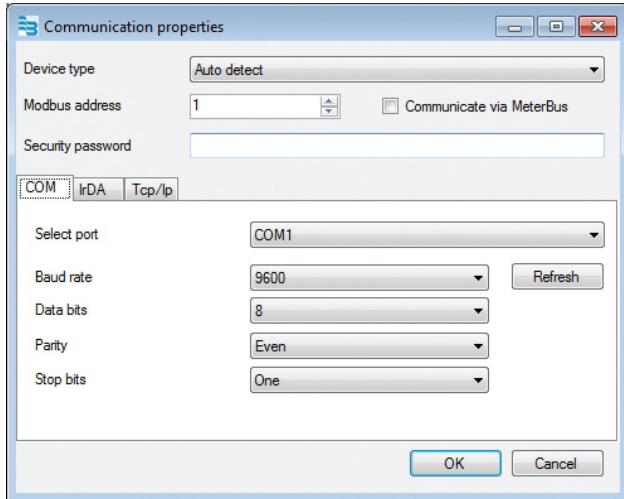 Communication properties
Device type Auto detect
Modbus address 1 Communicate via MeterBus
Security password
COM IrDA Tcp/Ip
Select port COM1
Baud rate 9600 Refresh
Data bits 8
Parity Even
Stop bits One
OK Cancel